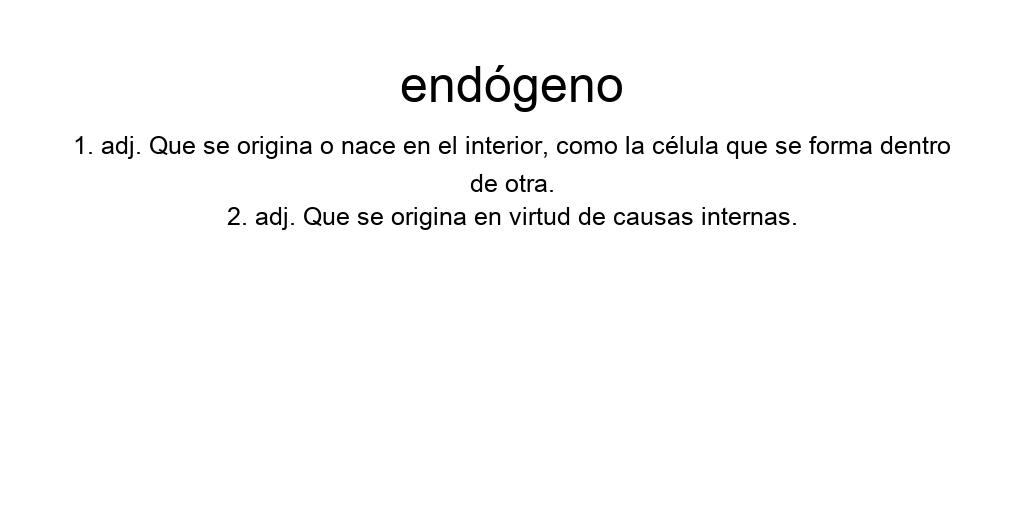 endógeno
1. adj. Que se origina o nace en el interior, como la célula que se forma dentro
de otra.
2. adj. Que se origina en virtud de causas internas.